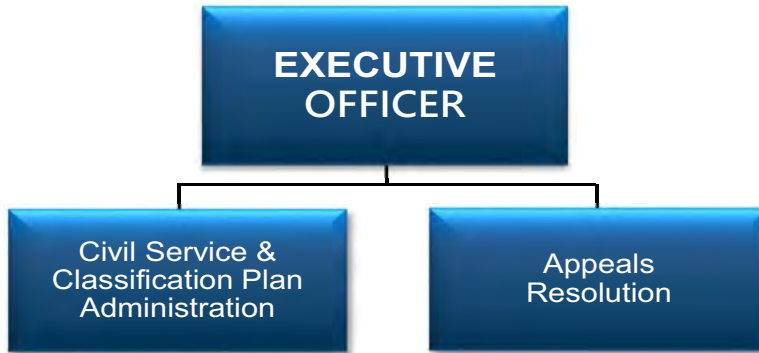 EXECUTIVE
OFFICER
Civil Service &
Classification Plan
Administration
Appeals
Resolution